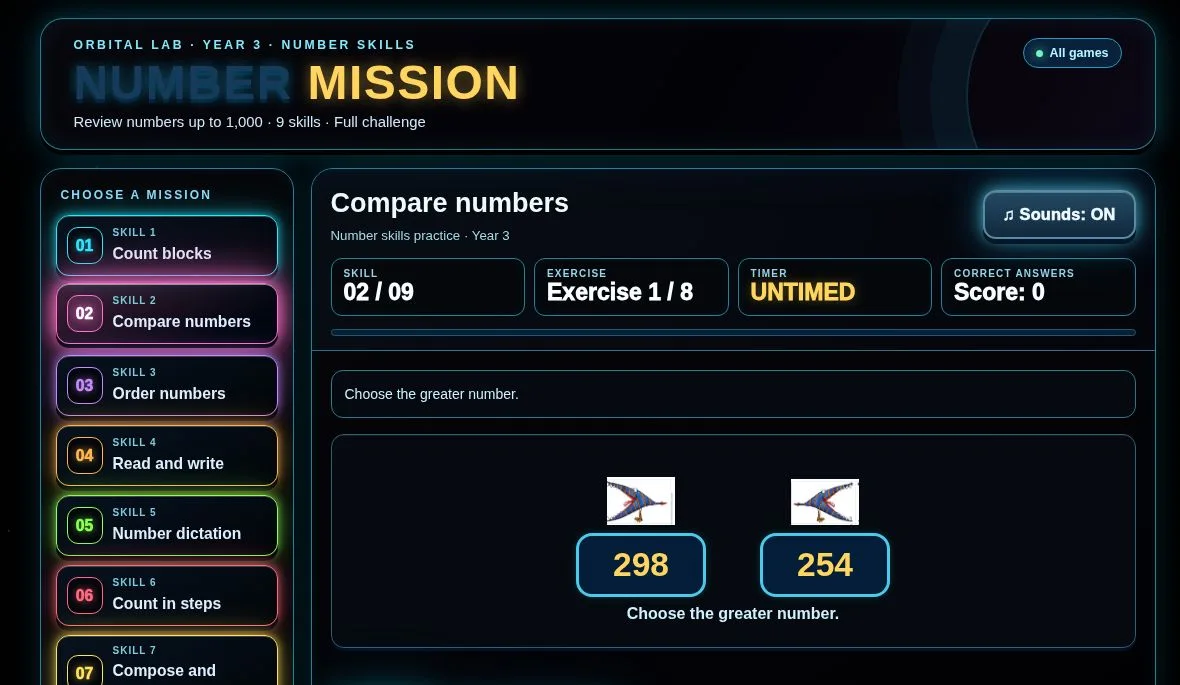 ORBITAL LAB · YEAR 3 · NUMBER SKILLS
NUMBER MISSION
Review numbers up to 1,000 · 9 skills · Full challenge
All games
CHOOSE A MISSION
01
SKILL 1
Count blocks
02
SKILL 2
Compare numbers
03
SKILL 3
Order numbers
04
SKILL 4
Read and write
05
SKILL 5
Number dictation
06
SKILL 6
Count in steps
07
SKILL 7
Compose and
Compare numbers
Number skills practice · Year 3
♫ Sounds: ON
SKILL
02 / 09
EXERCISE
Exercise 1 / 8
TIMER
UNTIMED
CORRECT ANSWERS
Score: 0
Choose the greater number.
298
254
Choose the greater number.